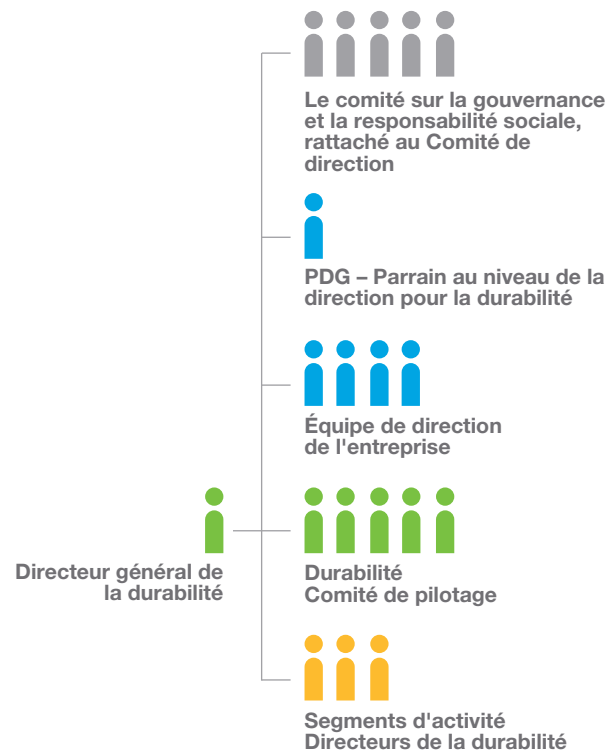 Le comité sur la gouvernance
et la responsabilité sociale,
rattaché au Comité de
direction
PDG – Parrain au niveau de la
direction pour la durabilité
Équipe de direction
de l'entreprise
Directeur général de
la durabilité
Durabilité
Comité de pilotage
Segments d'activité
Directeurs de la durabilité